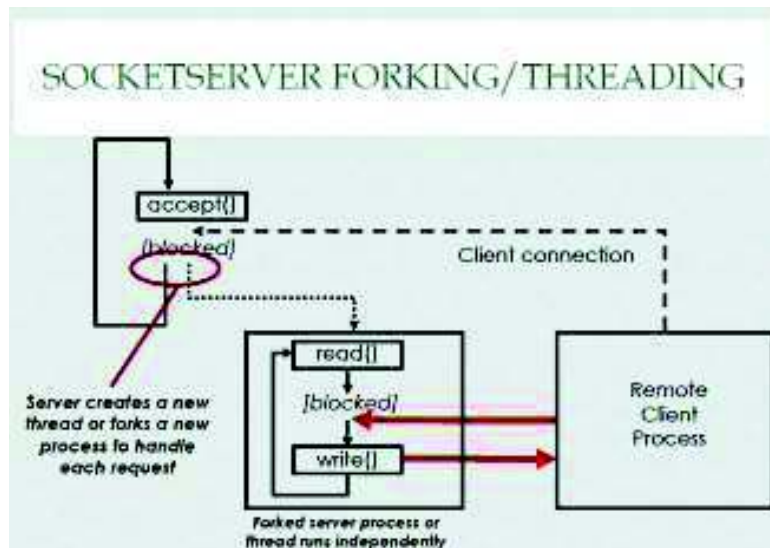 SOCKETSERVER FORKING/THREADING
accept()
[blocked]
Client connection
read()
[blocked]
write()
Remote
Client
Process
Server creates a new
thread or forks a new
process to handle
each request
Forked server process or
thread runs independently